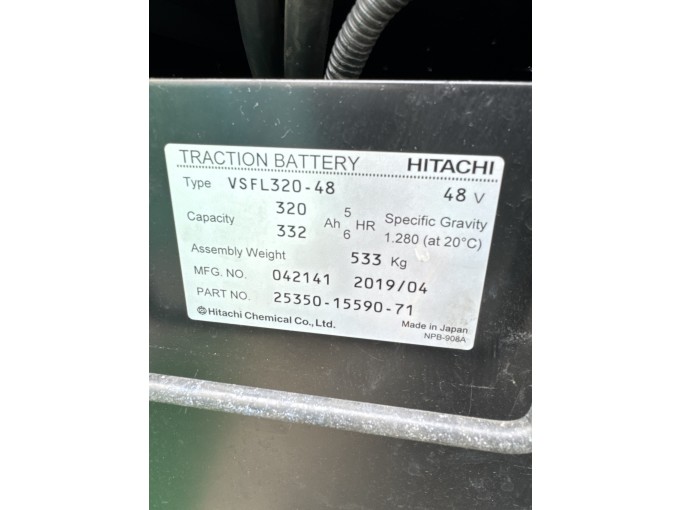 TRACTION BATTERY HITACHI
Type VSFL320-48 48 V
Capacity 320 Ah 5 HR Specific Gravity
332 6 1.280 (at 20°C)
Assembly Weight 533 Kg
MFG. NO. 042141 2019/04
PART NO. 25350-15590-71
Hitachi Chemical Co., Ltd. Made in Japan
NPB-908A